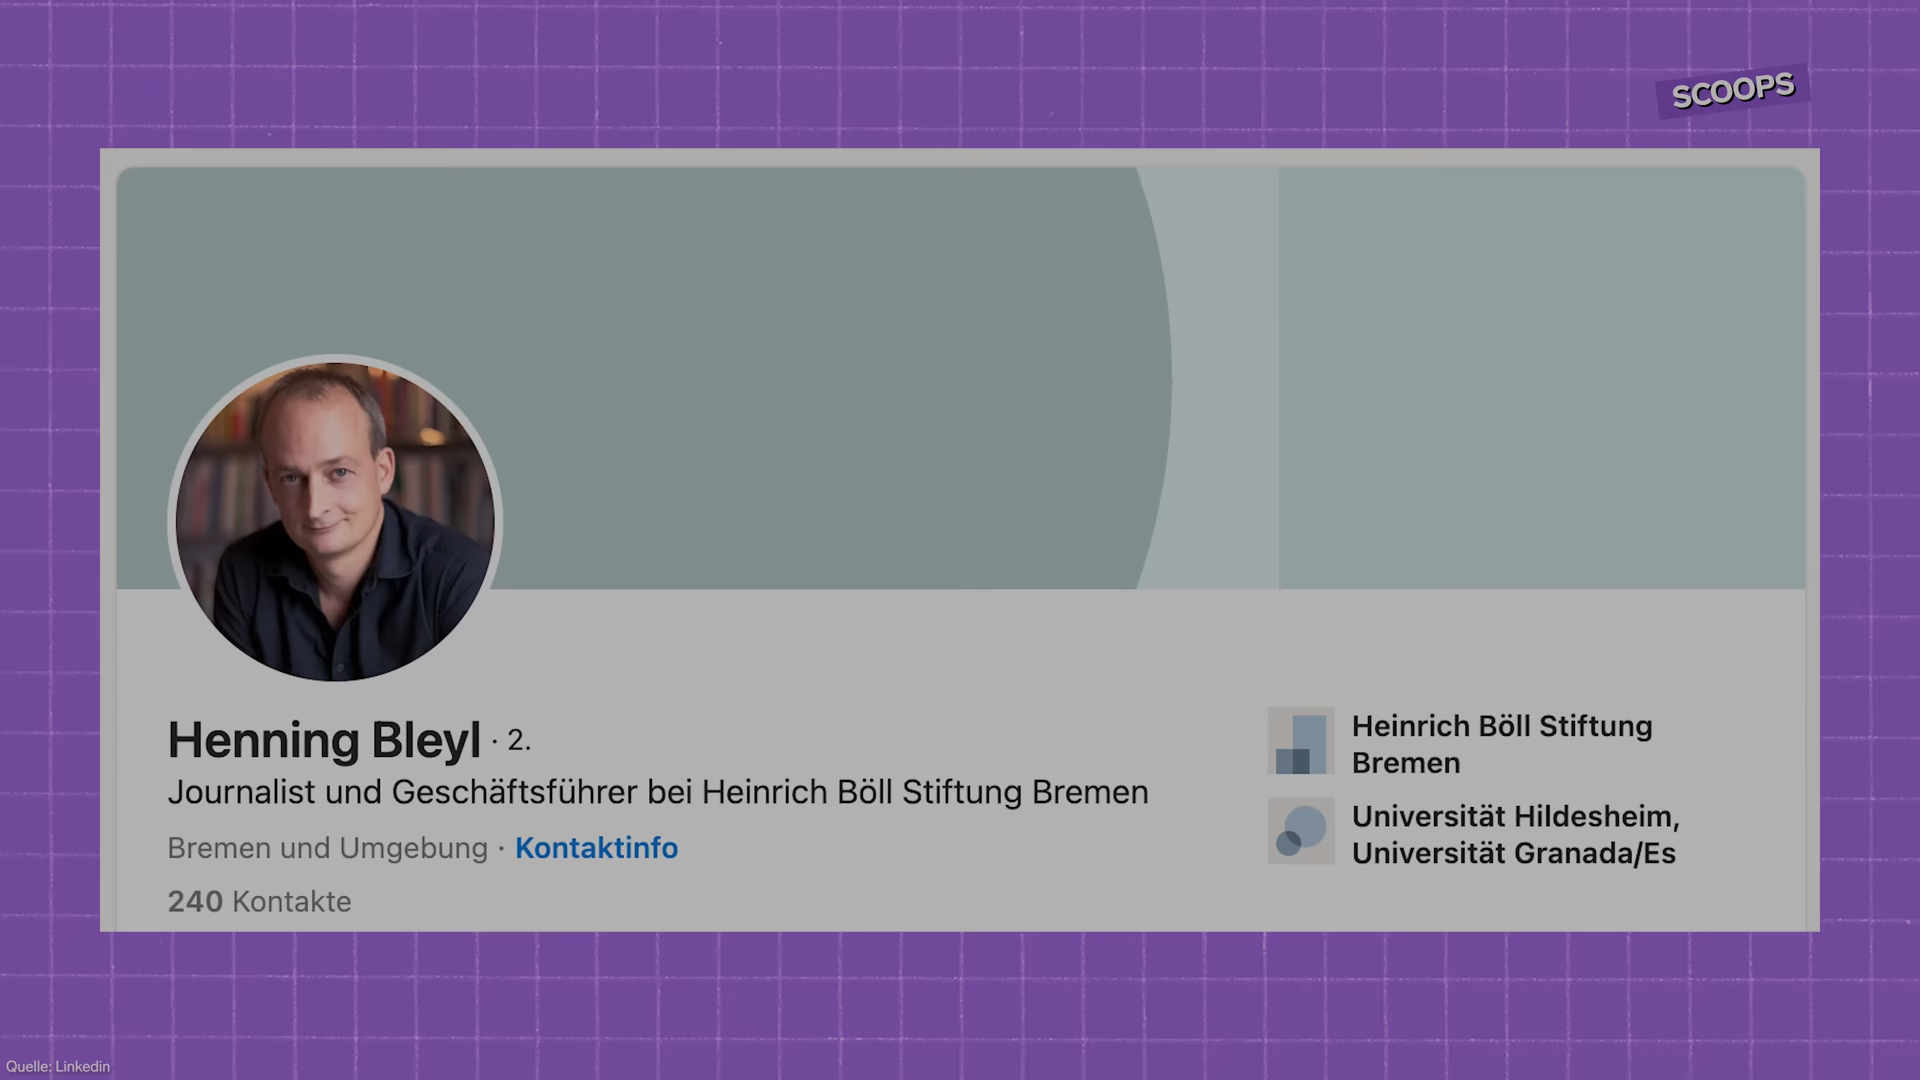 SCOOPS
Henning Bleyl · 2.
Journalist und Geschäftsführer bei Heinrich Böll Stiftung Bremen
Bremen und Umgebung · Kontaktinfo
240 Kontakte
Heinrich Böll Stiftung
Bremen
Universität Hildesheim,
Universität Granada/Es
Quelle: Linkedin